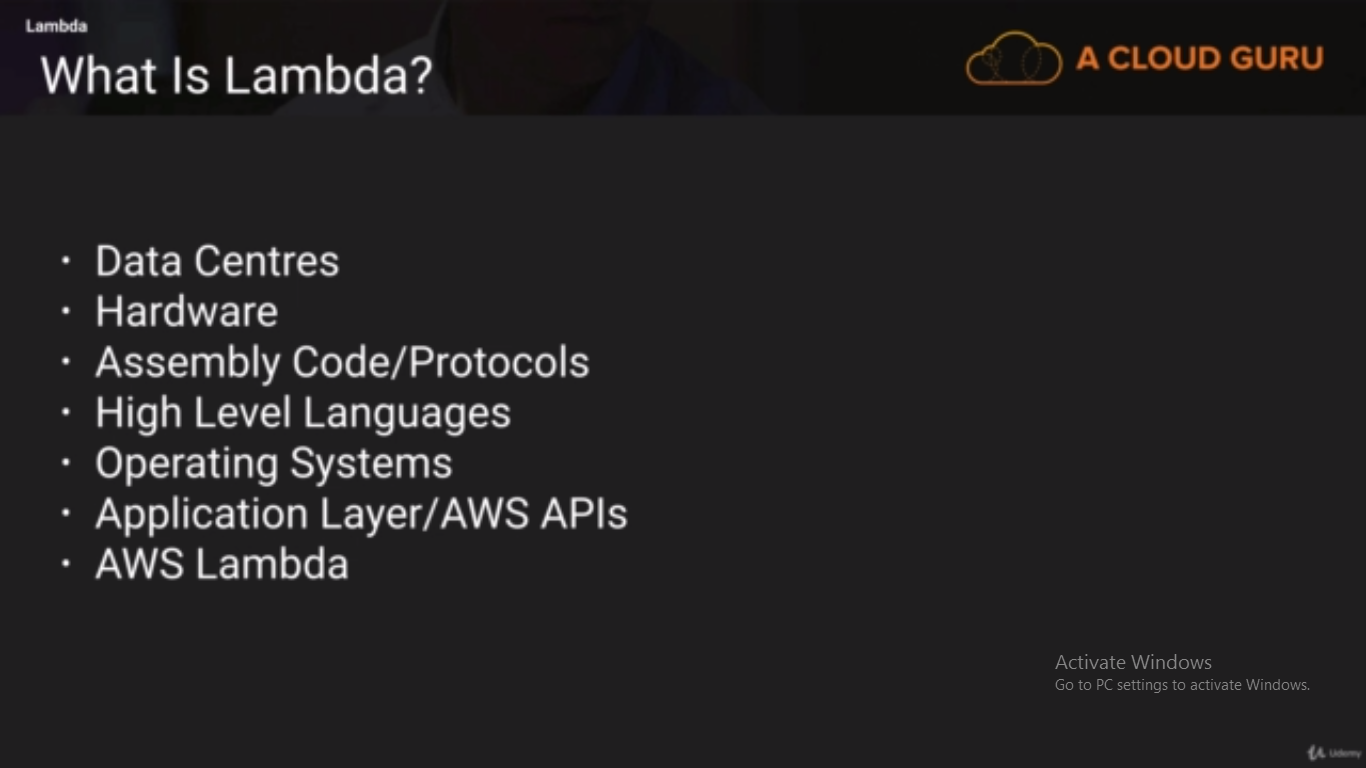 Lambda
What Is Lambda?
A CLOUD GURU
· Data Centres
· Hardware
· Assembly Code/Protocols
· High Level Languages
· Operating Systems
· Application Layer/AWS APIs
· AWS Lambda
Activate Windows
Go to PC settings to activate Windows.
Udemy